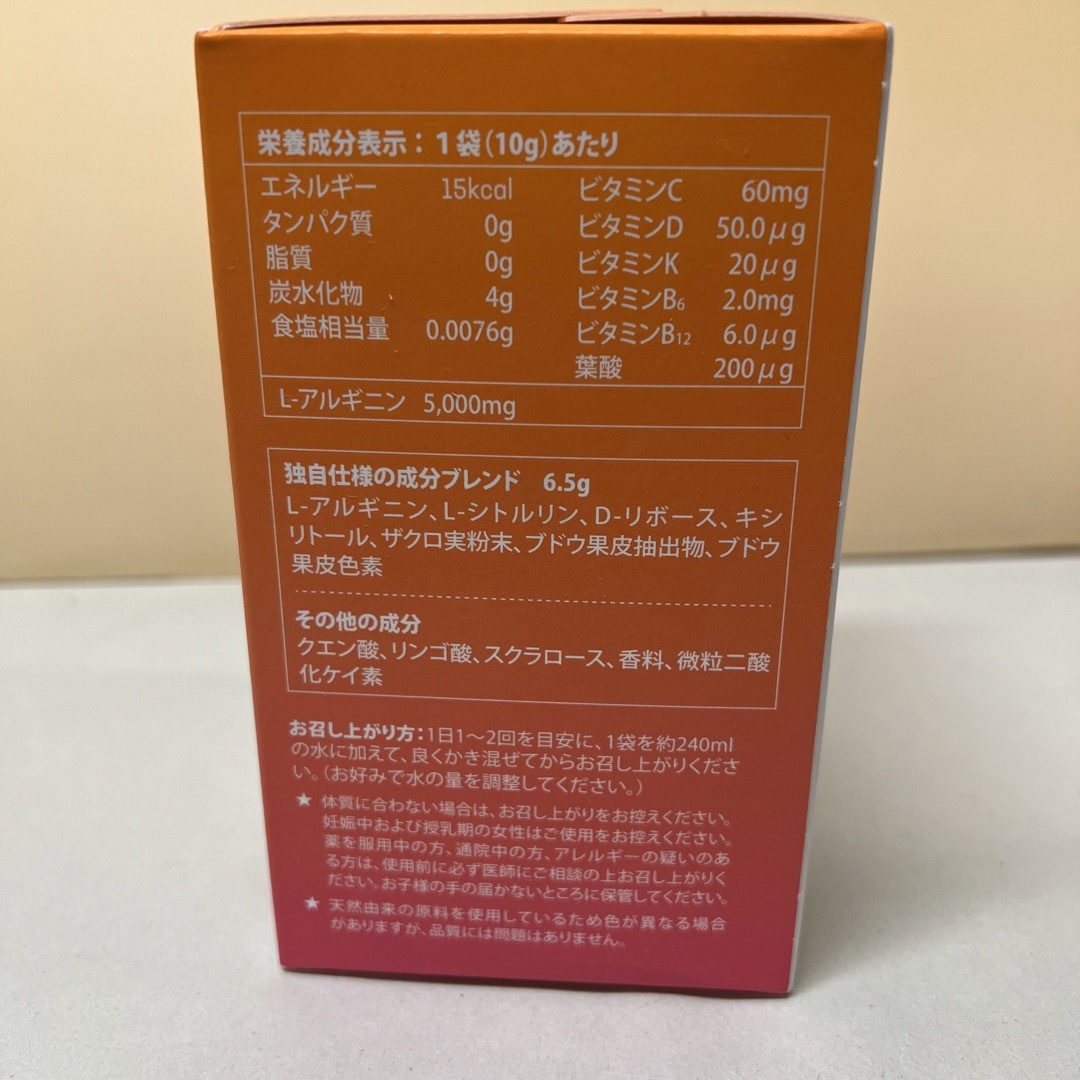 栄養成分表示：1袋(10g)あたり
エネルギー 15kcal
タンパク質 0g
脂質 0g
炭水化物 4g
食塩相当量 0.0076g
ビタミンC 60mg
ビタミンD 50.0μg
ビタミンK 20μg
ビタミンB6 2.0mg
ビタミンB12 6.0μg
葉酸 200μg
L-アルギニン 5,000mg
独自仕様の成分ブレンド 6.5g
L-アルギニン、L-シトルリン、D-リボース、キシ
リトール、ザクロ実粉末、ブドウ果皮抽出物、ブドウ
果皮色素
その他の成分
クエン酸、リンゴ酸、スクラロース、香料、微粒二酸
化ケイ素
お召し上がり方：1日1〜2回を目安に、1袋を約240ml
の水に加えて、良くかき混ぜてからお召し上がりくださ
い。（お好みで水の量を調整してください。）
★ 体質に合わない場合は、お召し上がりをお控えください。
妊娠中および授乳期の女性はご使用をお控えください。
薬を服用中の方、通院中の方、アレルギーの疑いのあ
る方は、使用前に必ず医師にご相談の上お召し上がりく
ださい。お子様の手の届かないところに保管してください。
★ 天然由来の原料を使用しているため色が異なる場合
がありますが、品質には問題はありません。